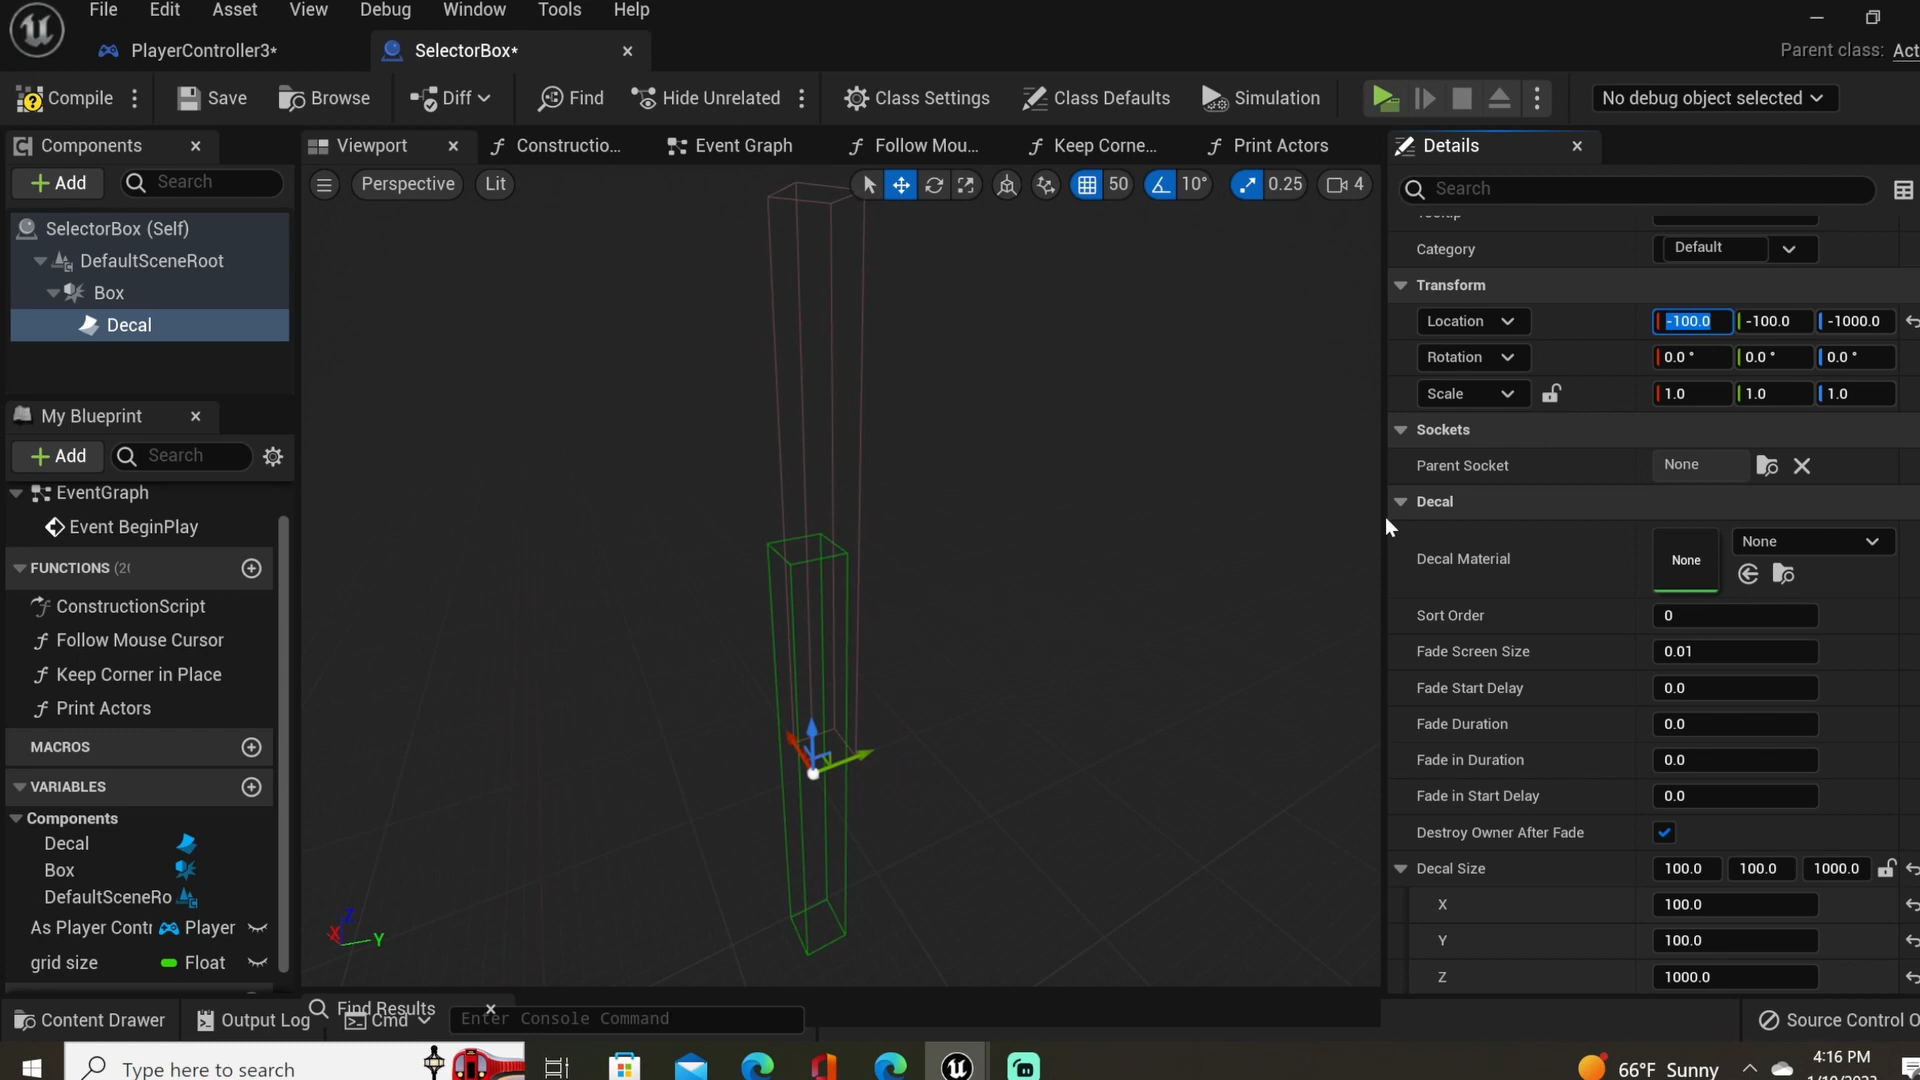 File Edit Asset View Debug Window Tools Help
PlayerController3* SelectorBox*
Parent class: Act
Compile Save Browse Diff Find Hide Unrelated Class Settings Class Defaults Simulation No debug object selected
Components Viewport Constructio... Event Graph Follow Mou... Keep Corne... Print Actors Details
Add Search Perspective Lit 50 10° 0.25 4 Search
SelectorBox (Self)
DefaultSceneRoot
Box
Decal
My Blueprint
Add Search
EventGraph
Event BeginPlay
FUNCTIONS (20
ConstructionScript
Follow Mouse Cursor
Keep Corner in Place
Print Actors
MACROS
VARIABLES
Components
Decal
Box
DefaultSceneRo
As Player Contr Player
grid size Float
Z
X Y
Category Default
Transform
Location -100.0 -100.0 -1000.0
Rotation 0.0 ° 0.0 ° 0.0 °
Scale 1.0 1.0 1.0
Sockets
Parent Socket None
Decal
Decal Material None None
Sort Order 0
Fade Screen Size 0.01
Fade Start Delay 0.0
Fade Duration 0.0
Fade in Duration 0.0
Fade in Start Delay 0.0
Destroy Owner After Fade
Decal Size 100.0 100.0 1000.0
X 100.0
Y 100.0
Z 1000.0
Find Results
Content Drawer Output Log Cmd Enter Console Command Source Control O
Type here to search 66°F Sunny 4:16 PM